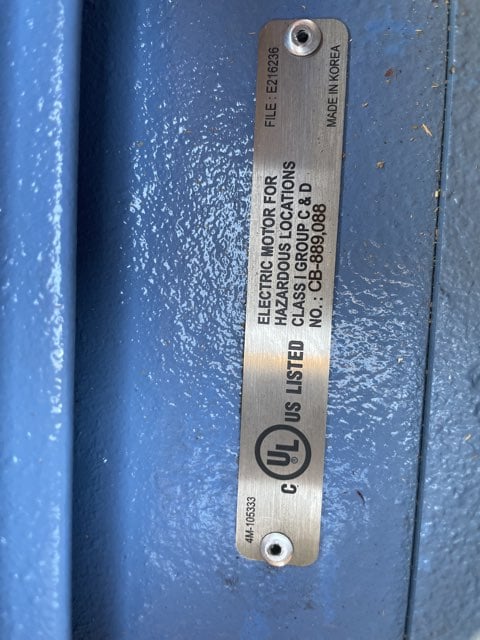 FILE : E216236
MADE IN KOREA
ELECTRIC MOTOR FOR
HAZARDOUS LOCATIONS
CLASS I GROUP C & D
NO. : CB-889,088
C UL ® US LISTED
4M-105333